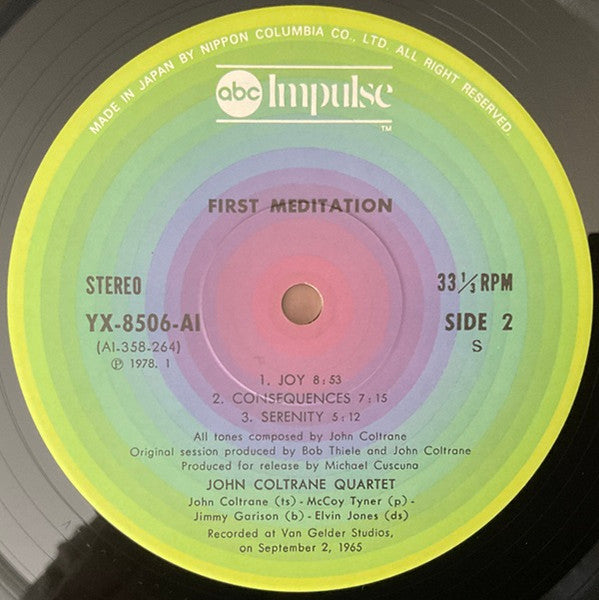 MADE IN JAPAN BY NIPPON COLUMBIA CO., LTD. ALL RIGHT RESERVED.
abc Impulse
TM
FIRST MEDITATION
STEREO
33 1/3 RPM
YX-8506-AI
SIDE 2
(AI-358-264)
S
℗ 1978. 1
1. JOY 8:53
2. CONSEQUENCES 7:15
3. SERENITY 5:12
All tones composed by John Coltrane
Original session produced by Bob Thiele and John Coltrane
Produced for release by Michael Cuscuna
JOHN COLTRANE QUARTET
John Coltrane (ts) - McCoy Tyner (p) -
Jimmy Garison (b) - Elvin Jones (ds)
Recorded at Van Gelder Studios,
on September 2, 1965